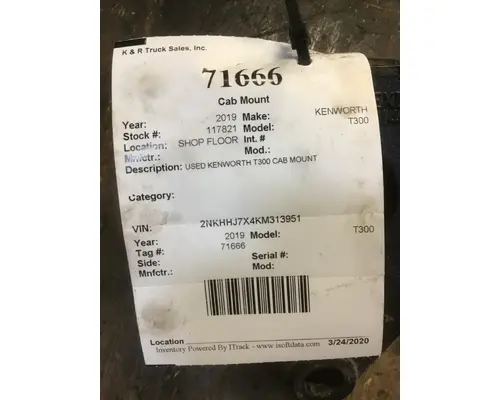 K & R Truck Sales, Inc.
71666
Cab Mount
Year: 2019 Make: KENWORTH
Stock #: 117821 Model: T300
Location: SHOP FLOOR Int. #
Mnfctr.: Mod.:
Description: USED KENWORTH T300 CAB MOUNT
Category:
VIN: 2NKHHJ7X4KM313951
Year: 2019 Model: T300
Tag #: 71666
Side: Serial #:
Mnfctr.: Mod:
Location
Inventory Powered By ITrack - www.isoftdata.com 3/24/2020